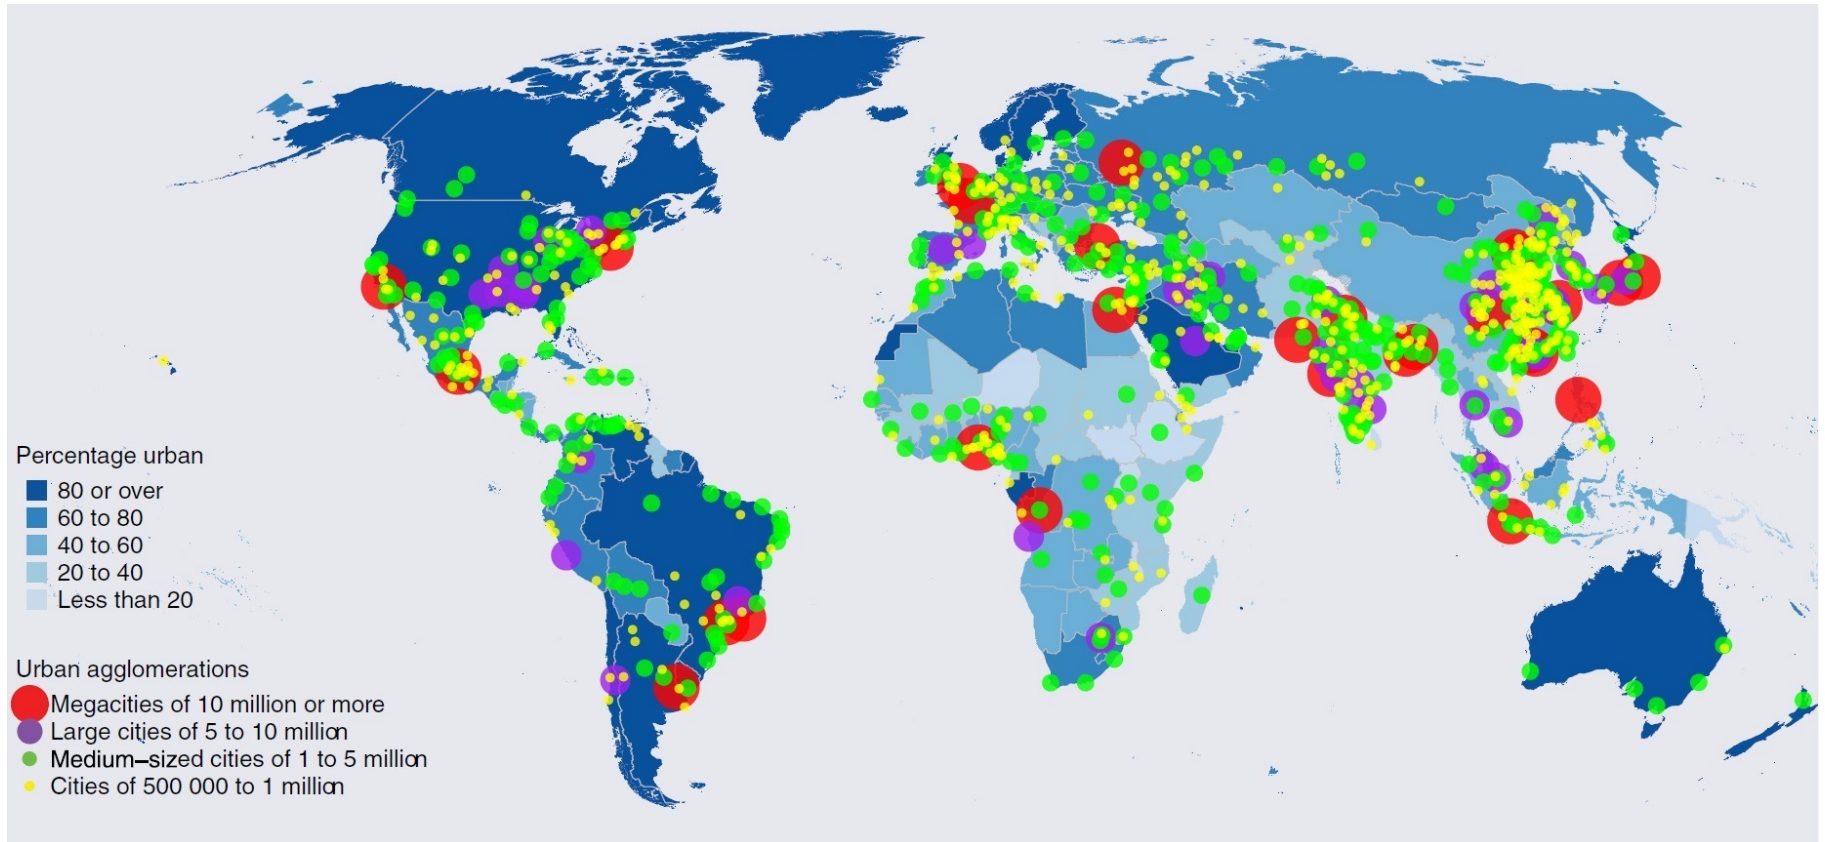 Percentage urban
80 or over
60 to 80
40 to 60
20 to 40
Less than 20
Urban agglomerations
Megacities of 10 million or more
Large cities of 5 to 10 million
Medium–sized cities of 1 to 5 million
Cities of 500 000 to 1 million